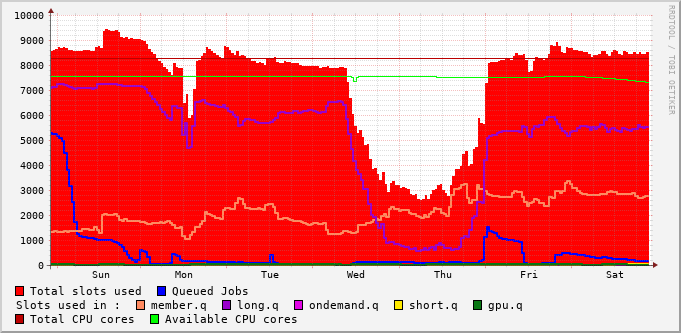 10000
9000
8000
7000
6000
5000
4000
3000
2000
1000
0
Sun Mon Tue Wed Thu Fri Sat
RRDTOOL / TOBI OETIKER
Total slots used Queued Jobs
Slots used in : member.q long.q ondemand.q short.q gpu.q
Total CPU cores Available CPU cores